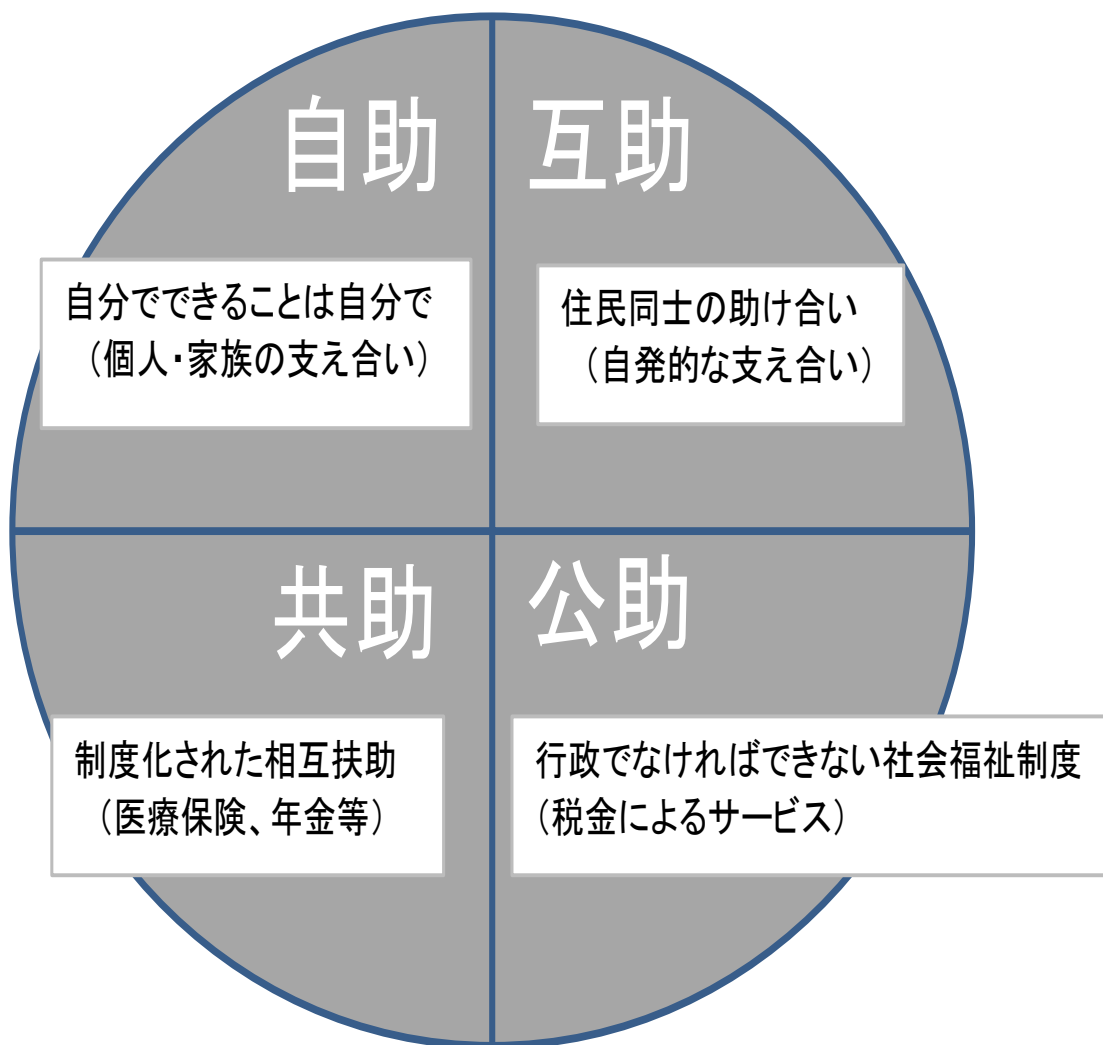 自助
自分でできることは自分で
（個人・家族の支え合い）
互助
住民同士の助け合い
（自発的な支え合い）
共助
制度化された相互扶助
（医療保険、年金等）
公助
行政でなければできない社会福祉制度
（税金によるサービス）